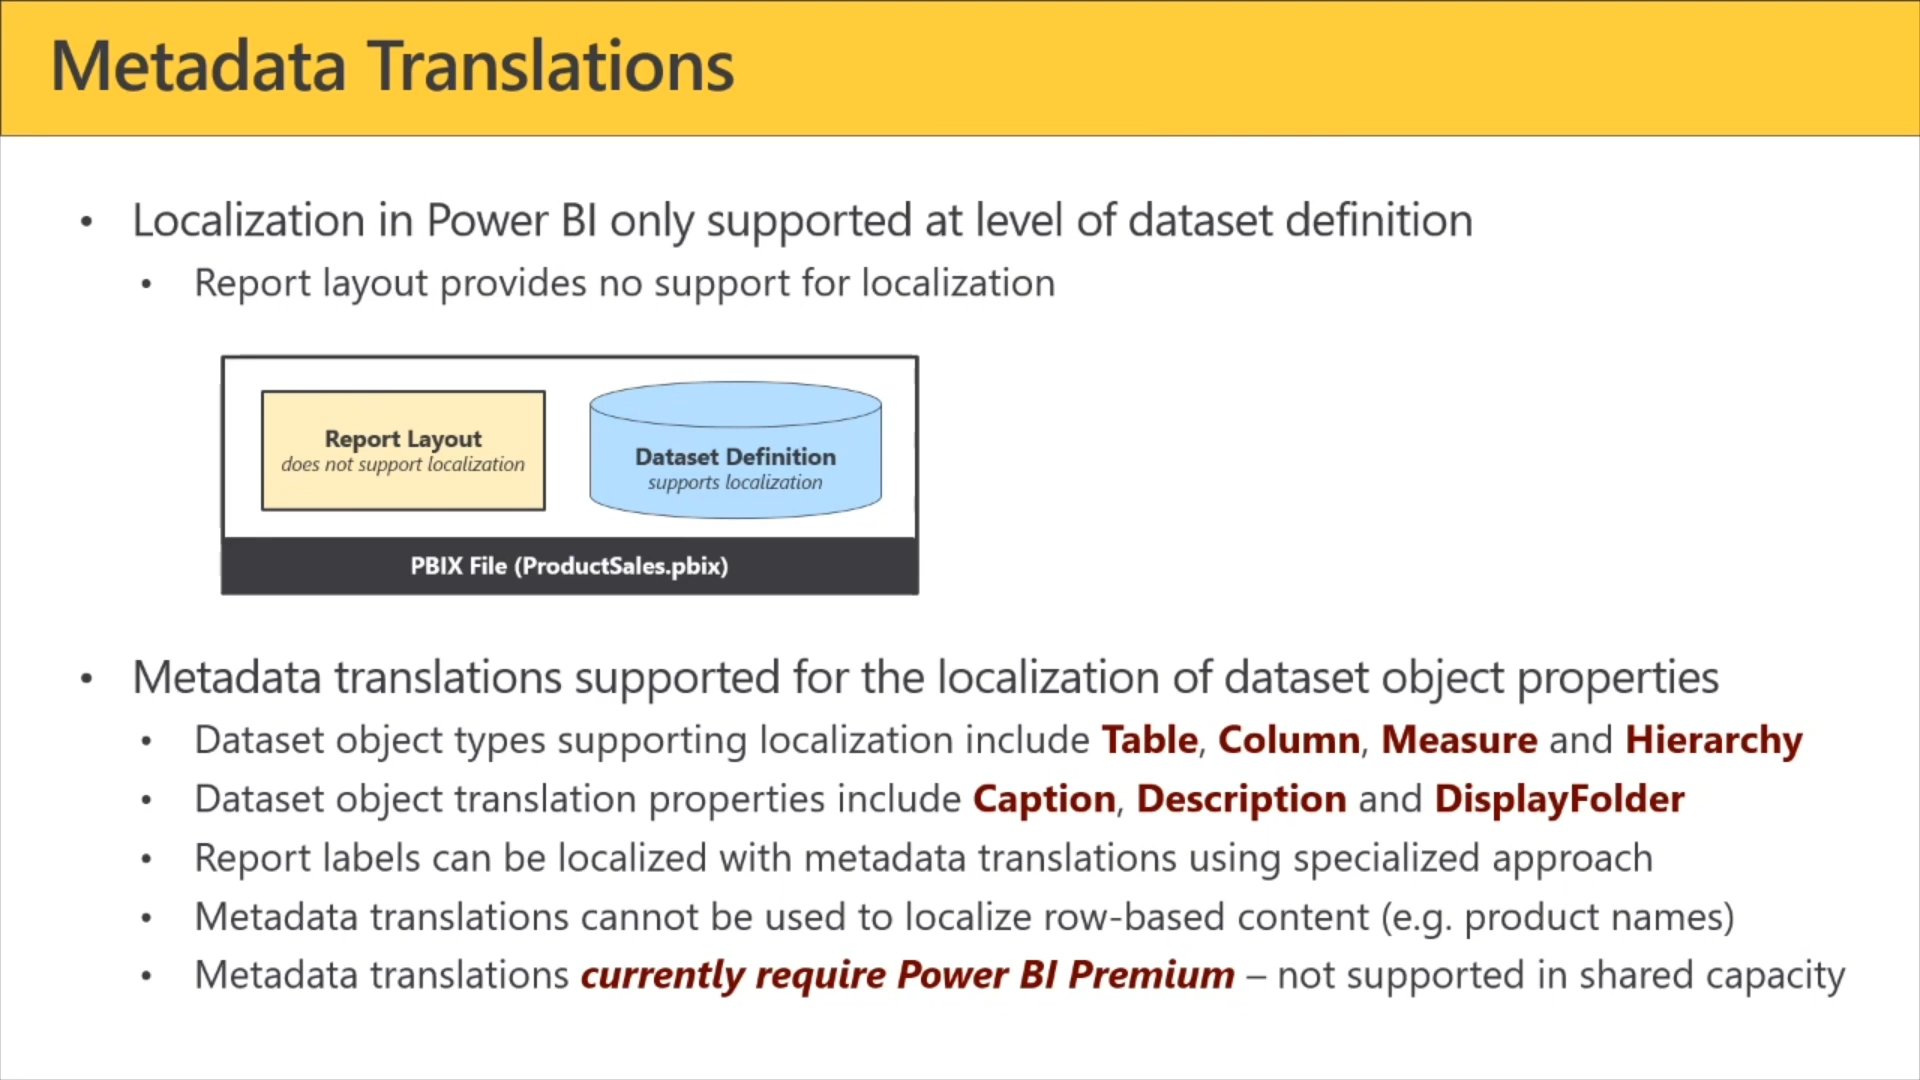 Metadata Translations
• Localization in Power BI only supported at level of dataset definition
• Report layout provides no support for localization
Report Layout
does not support localization
Dataset Definition
supports localization
PBIX File (ProductSales.pbix)
• Metadata translations supported for the localization of dataset object properties
• Dataset object types supporting localization include Table, Column, Measure and Hierarchy
• Dataset object translation properties include Caption, Description and DisplayFolder
• Report labels can be localized with metadata translations using specialized approach
• Metadata translations cannot be used to localize row-based content (e.g. product names)
• Metadata translations currently require Power BI Premium – not supported in shared capacity